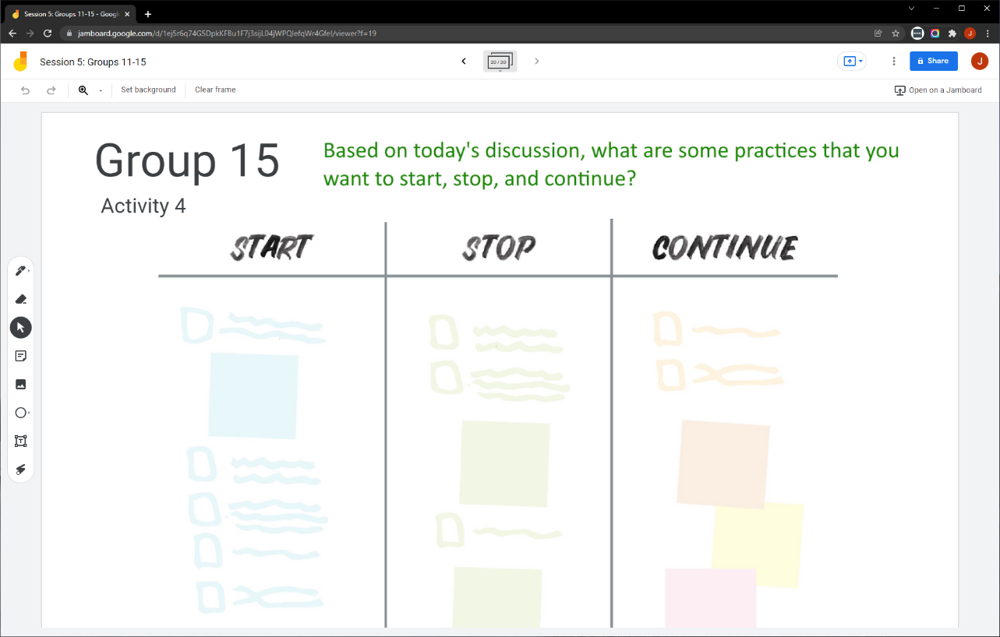 Session 5: Groups 11-15 - Googl
jamboard.google.com/d/1ej5r6q74G5DpkKFBu1F7j3sijL04jWPQlefqWr4GfeI/viewer?f=19
J
Session 5: Groups 11-15
20 / 20
Share
J
Set background
Clear frame
Open on a Jamboard
Group 15
Activity 4
Based on today's discussion, what are some practices that you
want to start, stop, and continue?
START
STOP
CONTINUE